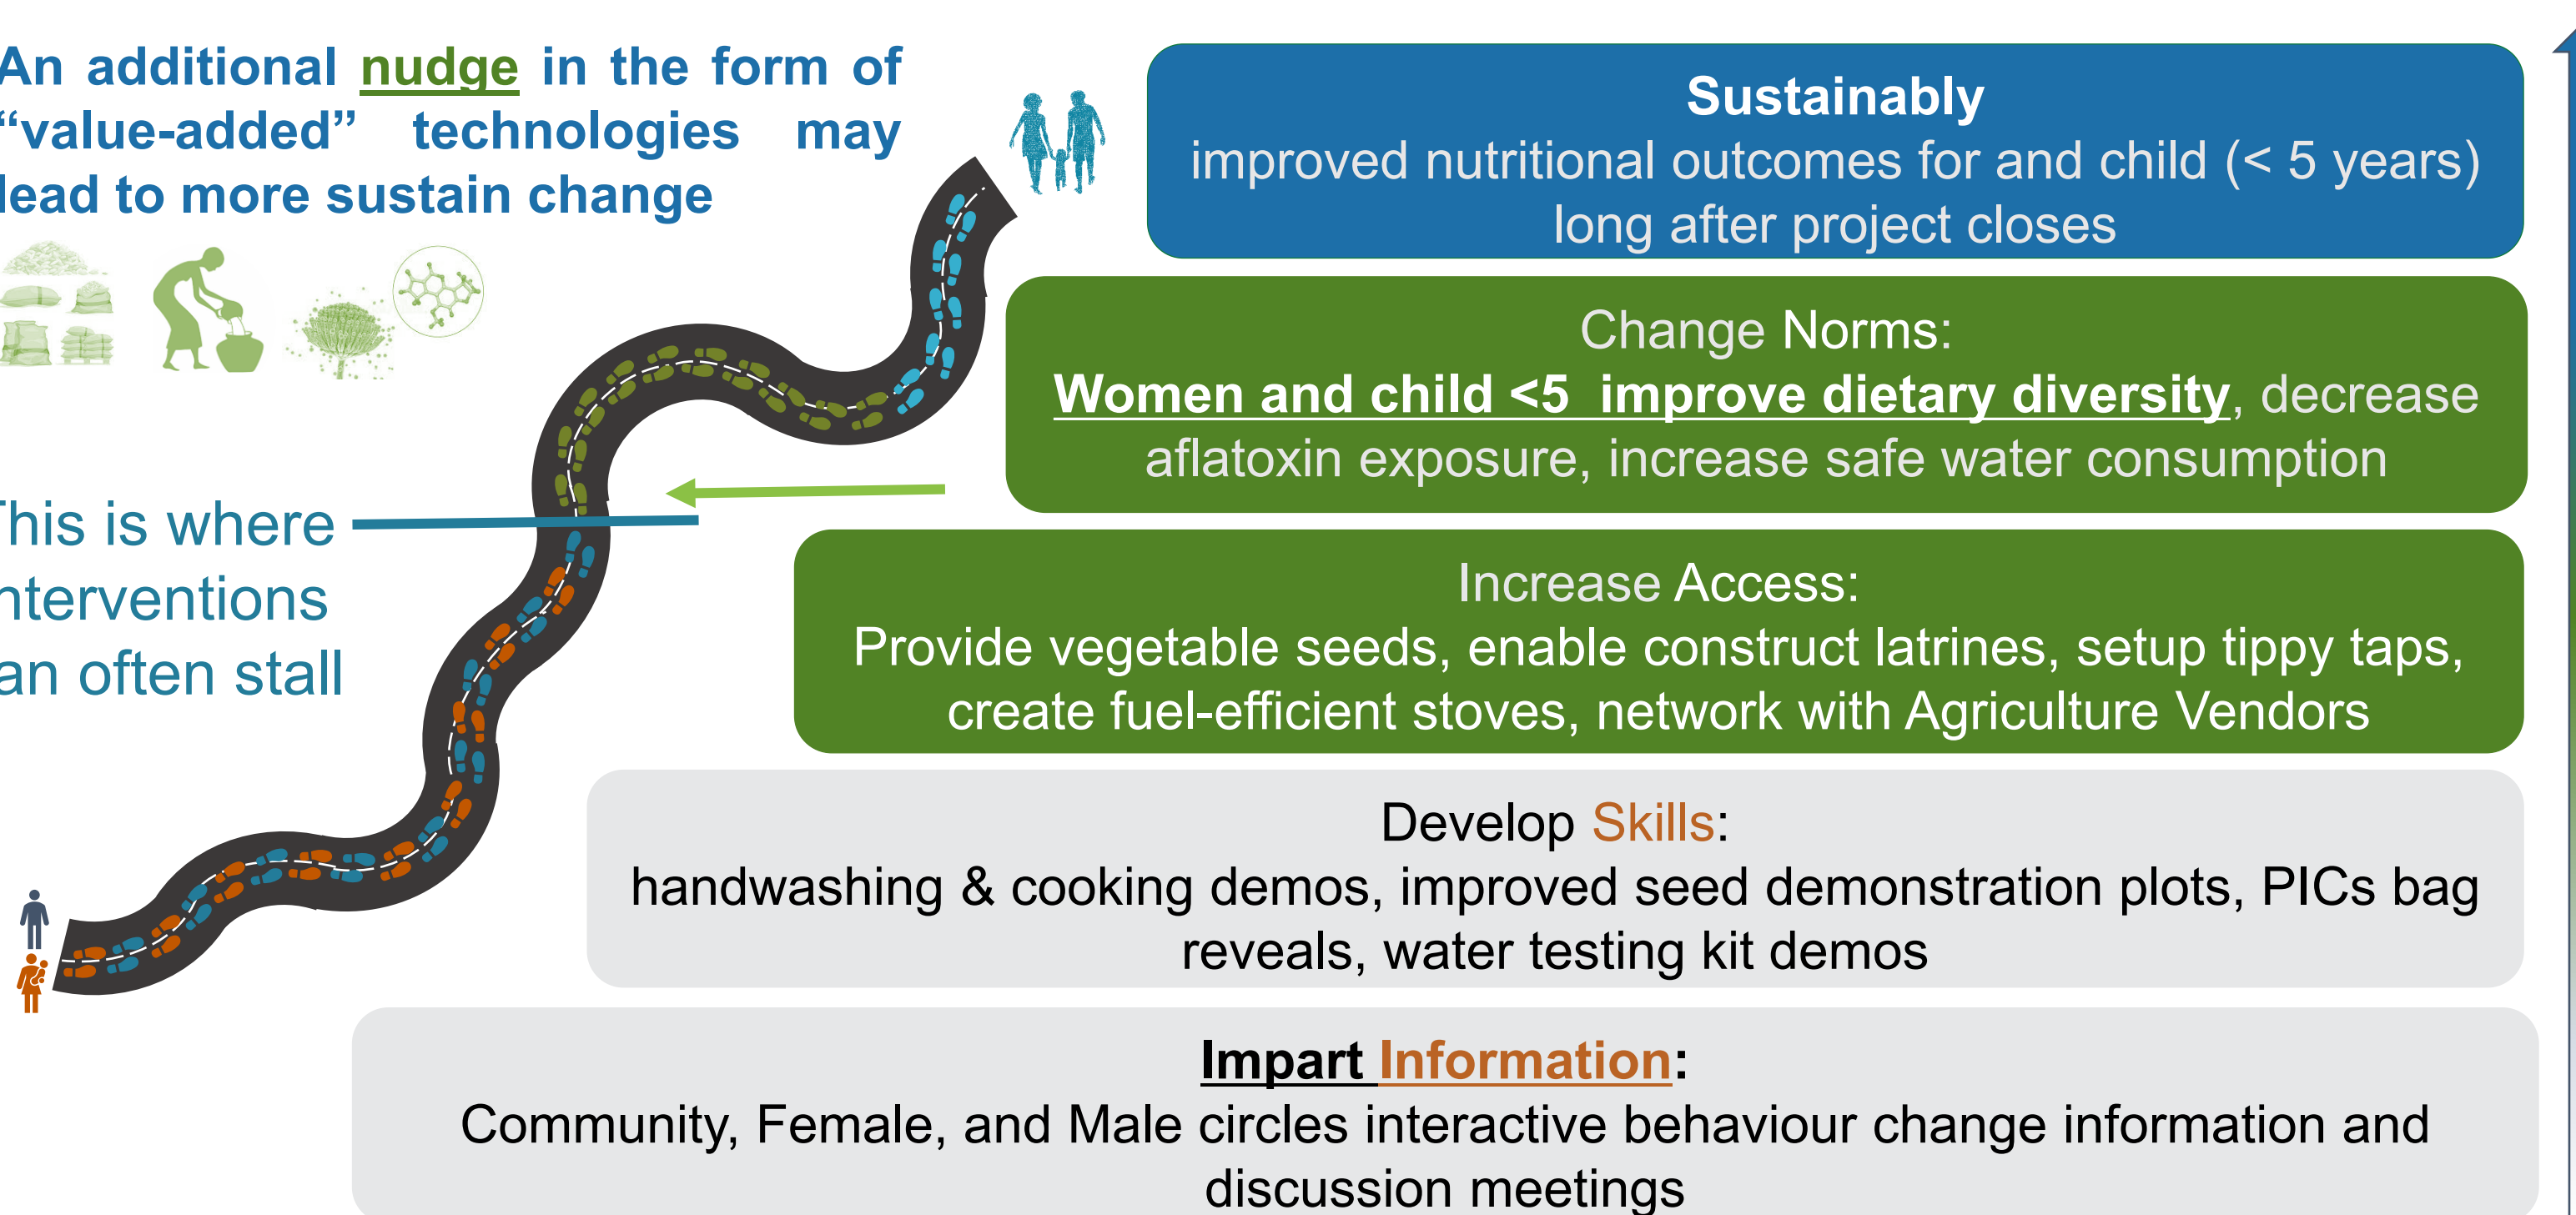 An additional nudge in the form of
“value-added” technologies may
lead to more sustain change
This is where
interventions
can often stall
Sustainably
improved nutritional outcomes for and child (< 5 years)
long after project closes
Change Norms:
Women and child <5 improve dietary diversity, decrease
aflatoxin exposure, increase safe water consumption
Increase Access:
Provide vegetable seeds, enable construct latrines, setup tippy taps,
create fuel-efficient stoves, network with Agriculture Vendors
Develop Skills:
handwashing & cooking demos, improved seed demonstration plots, PICs bag
reveals, water testing kit demos
Impart Information:
Community, Female, and Male circles interactive behaviour change information and
discussion meetings